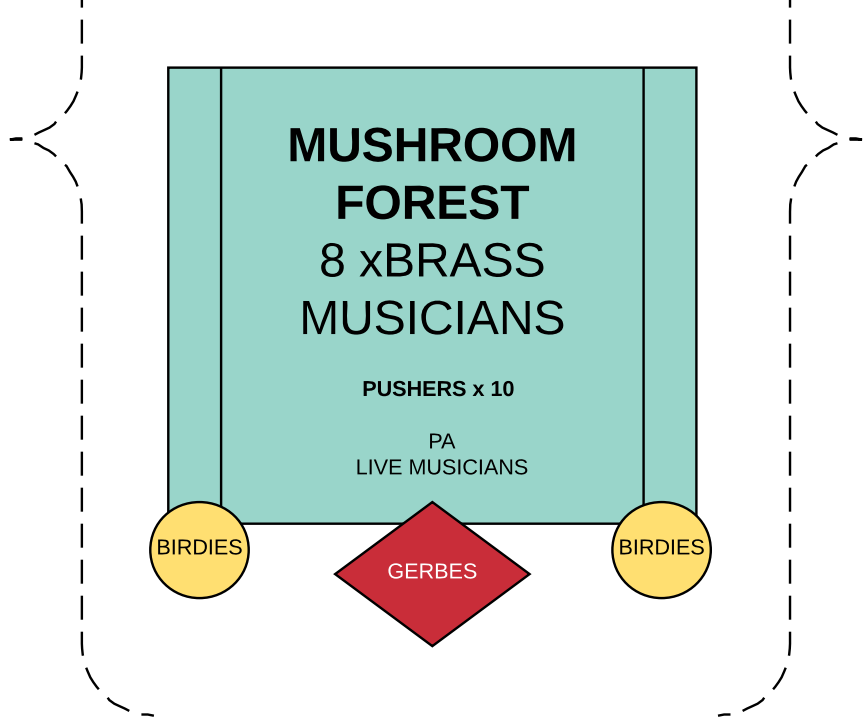 MUSHROOM
FOREST
8 xBRASS
MUSICIANS
PUSHERS x 10
PA
LIVE MUSICIANS
BIRDIES
GERBES
BIRDIES